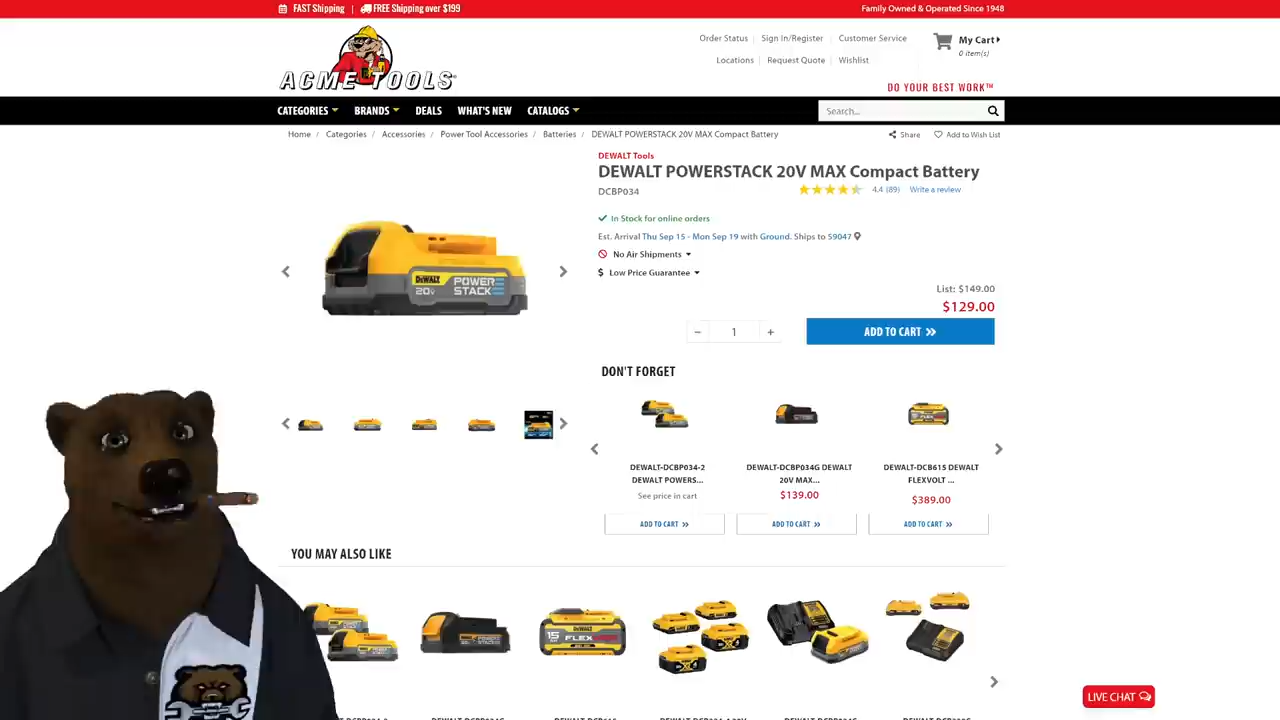 FAST Shipping | FREE Shipping over $199
Family Owned & Operated Since 1948
ACME TOOLS
Order Status | Sign In/Register | Customer Service
Locations | Request Quote | Wishlist
My Cart
0 item(s)
DO YOUR BEST WORK™
CATEGORIES BRANDS DEALS WHAT'S NEW CATALOGS
Search...
Home / Categories / Accessories / Power Tool Accessories / Batteries / DEWALT POWERSTACK 20V MAX Compact Battery
Share Add to Wish List
DEWALT Tools
DEWALT POWERSTACK 20V MAX Compact Battery
DCBP034
4.4 (89) Write a review
In Stock for online orders
Est. Arrival Thu Sep 15 - Mon Sep 19 with Ground. Ships to 59047
No Air Shipments
$ Low Price Guarantee
List: $149.00
$129.00
− 1 +
ADD TO CART
DEWALT
20V POWER STACK
DON'T FORGET
DEWALT-DCBP034-2 DEWALT POWERS...
See price in cart
ADD TO CART
DEWALT-DCBP034G DEWALT 20V MAX...
$139.00
ADD TO CART
DEWALT-DCB615 DEWALT FLEXVOLT ...
$389.00
ADD TO CART
YOU MAY ALSO LIKE
LIVE CHAT